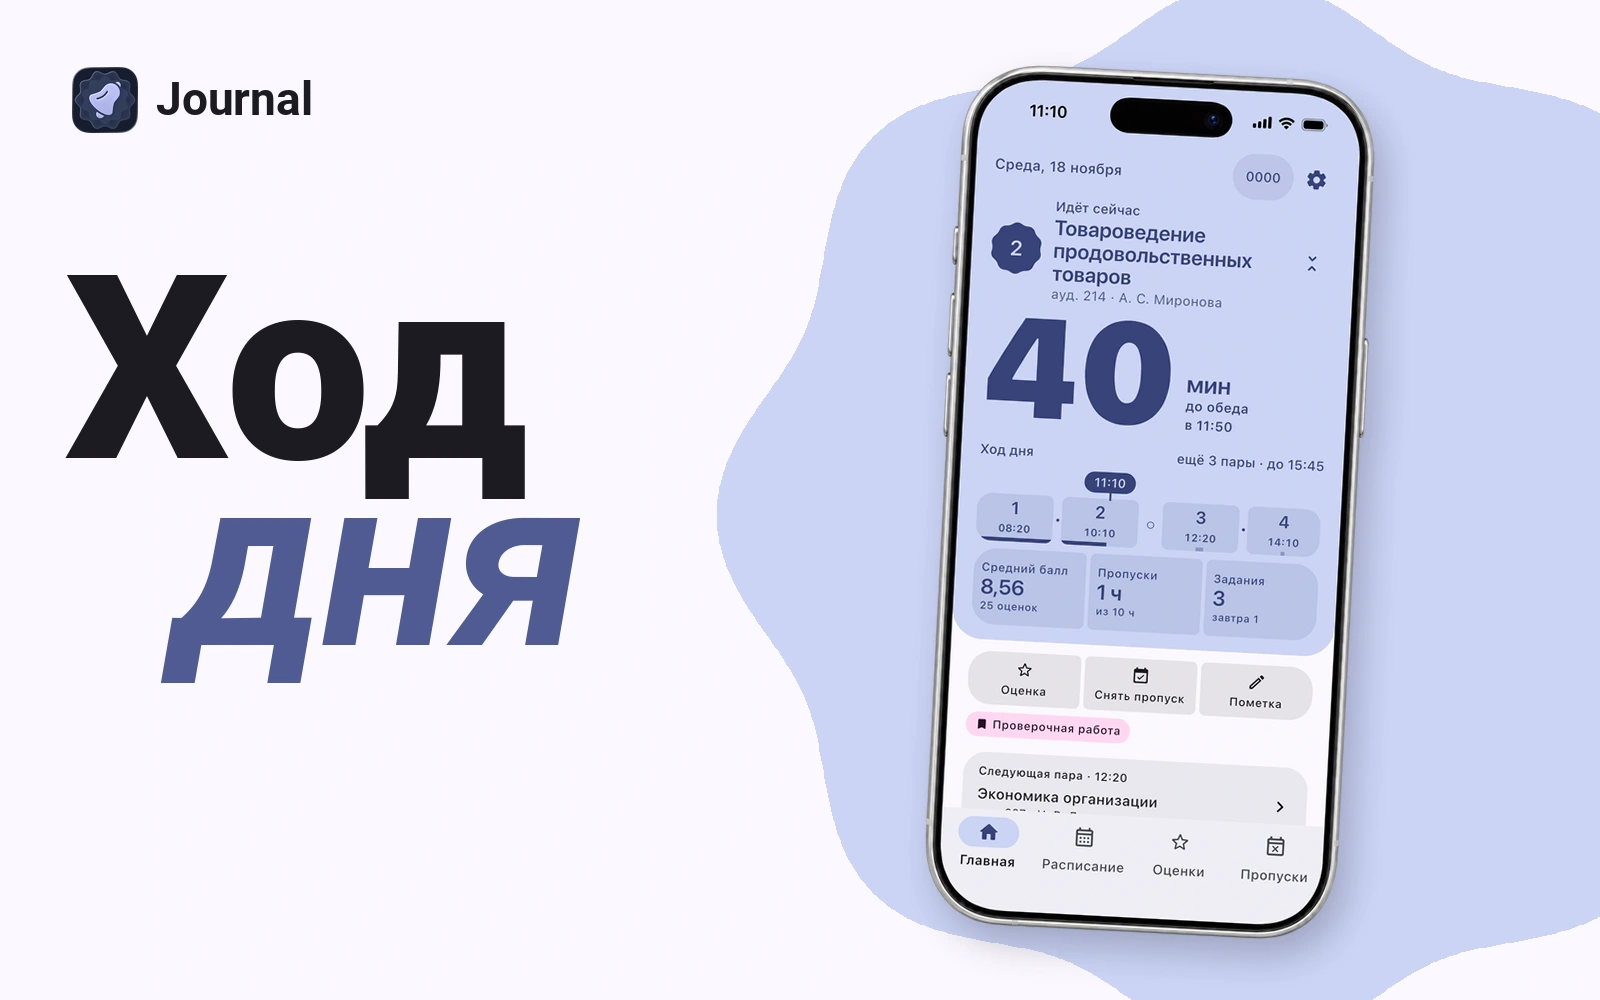 Journal
Ход
дня
11:10
Среда, 18 ноября
0000
Идёт сейчас
2
Товароведение
продовольственных
товаров
ауд. 214 · А. С. Миронова
40
мин
до обеда
в 11:50
Ход дня
ещё 3 пары · до 15:45
11:10
1
08:20
2
10:10
3
12:20
4
14:10
Средний балл
8,56
25 оценок
Пропуски
1 ч
из 10 ч
Задания
3
завтра 1
Оценка
Снять пропуск
Пометка
Проверочная работа
Следующая пара · 12:20
Экономика организации
Главная
Расписание
Оценки
Пропуски